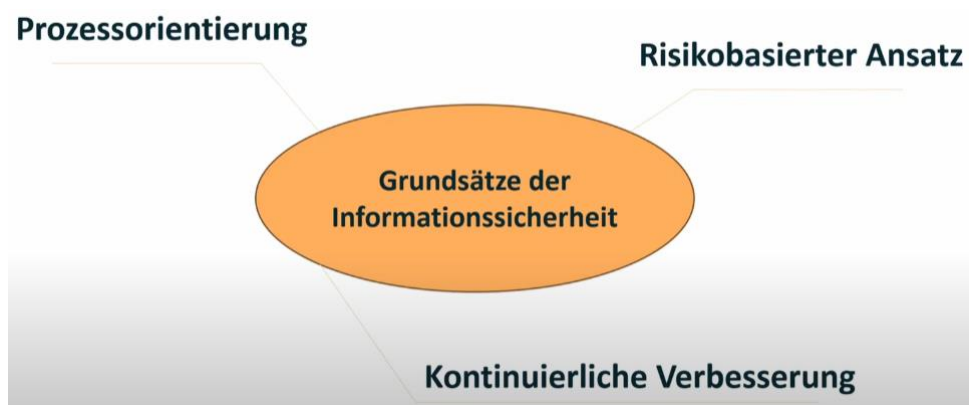 Prozessorientierung
Risikobasierter Ansatz
Grundsätze der
Informationssicherheit
Kontinuierliche Verbesserung